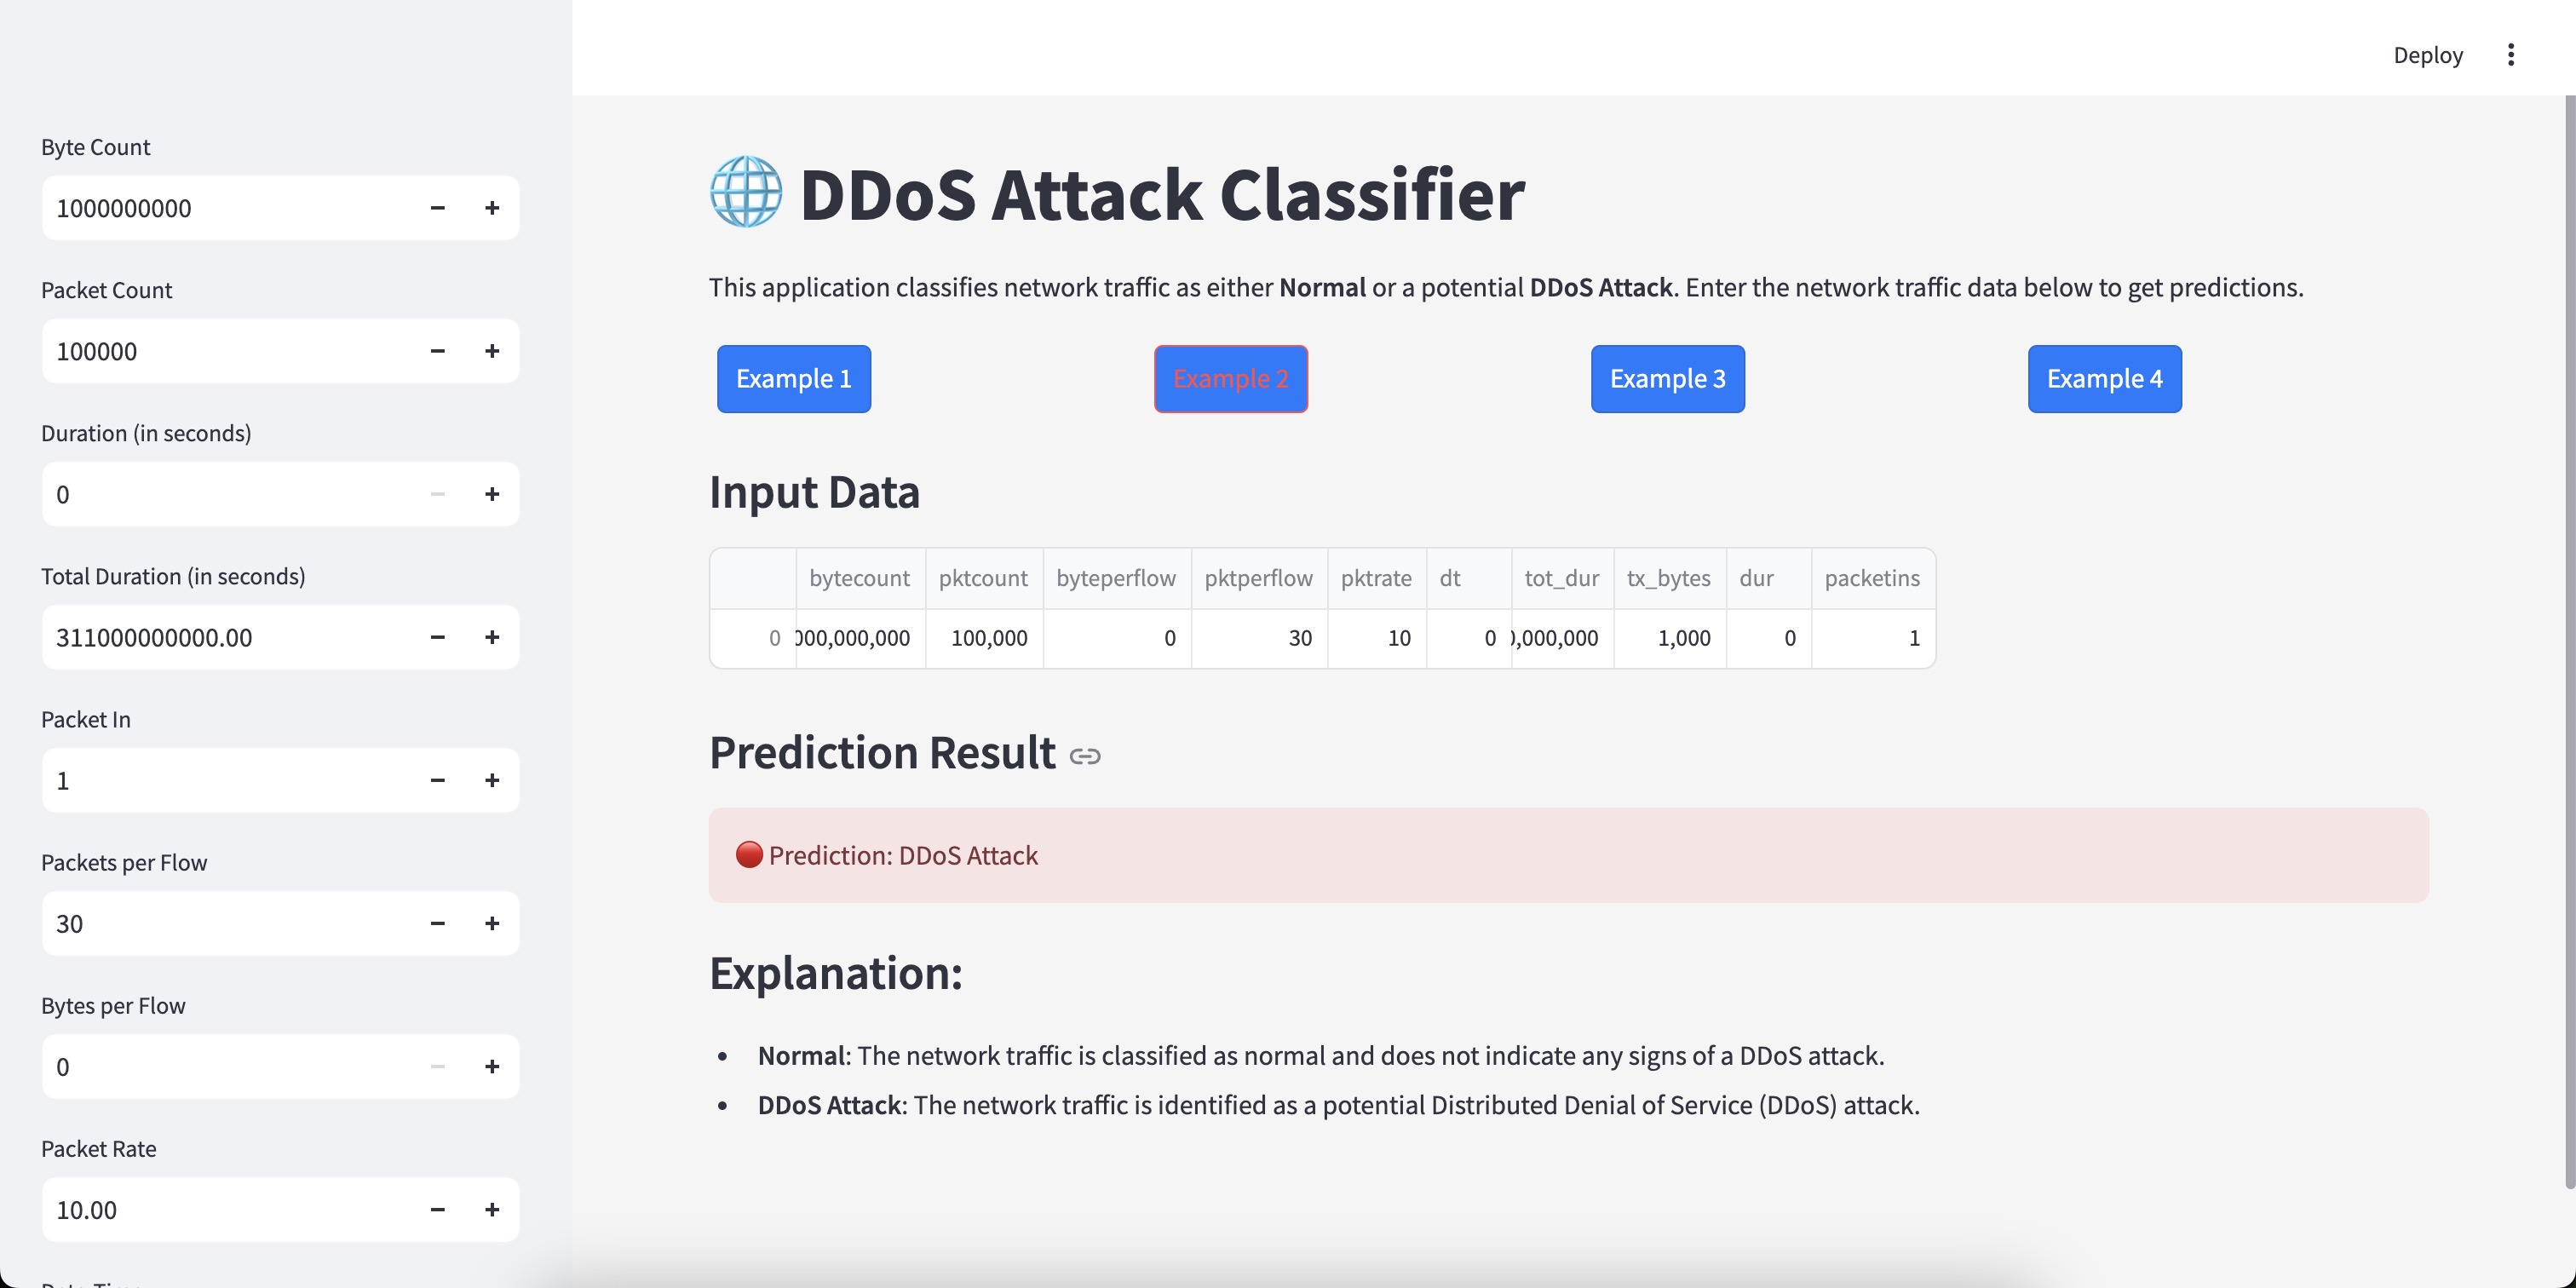 Deploy
Byte Count
1000000000
Packet Count
100000
Duration (in seconds)
0
Total Duration (in seconds)
311000000000.00
Packet In
1
Packets per Flow
30
Bytes per Flow
0
Packet Rate
10.00
DDoS Attack Classifier
This application classifies network traffic as either Normal or a potential DDoS Attack. Enter the network traffic data below to get predictions.
Example 1 Example 2 Example 3 Example 4
Input Data
bytecount pktcount byteperflow pktperflow pktrate dt tot_dur tx_bytes dur packetins
0 000,000,000 100,000 0 30 10 0 0,000,000 1,000 0 1
Prediction Result
Prediction: DDoS Attack
Explanation:
• Normal: The network traffic is classified as normal and does not indicate any signs of a DDoS attack.
• DDoS Attack: The network traffic is identified as a potential Distributed Denial of Service (DDoS) attack.